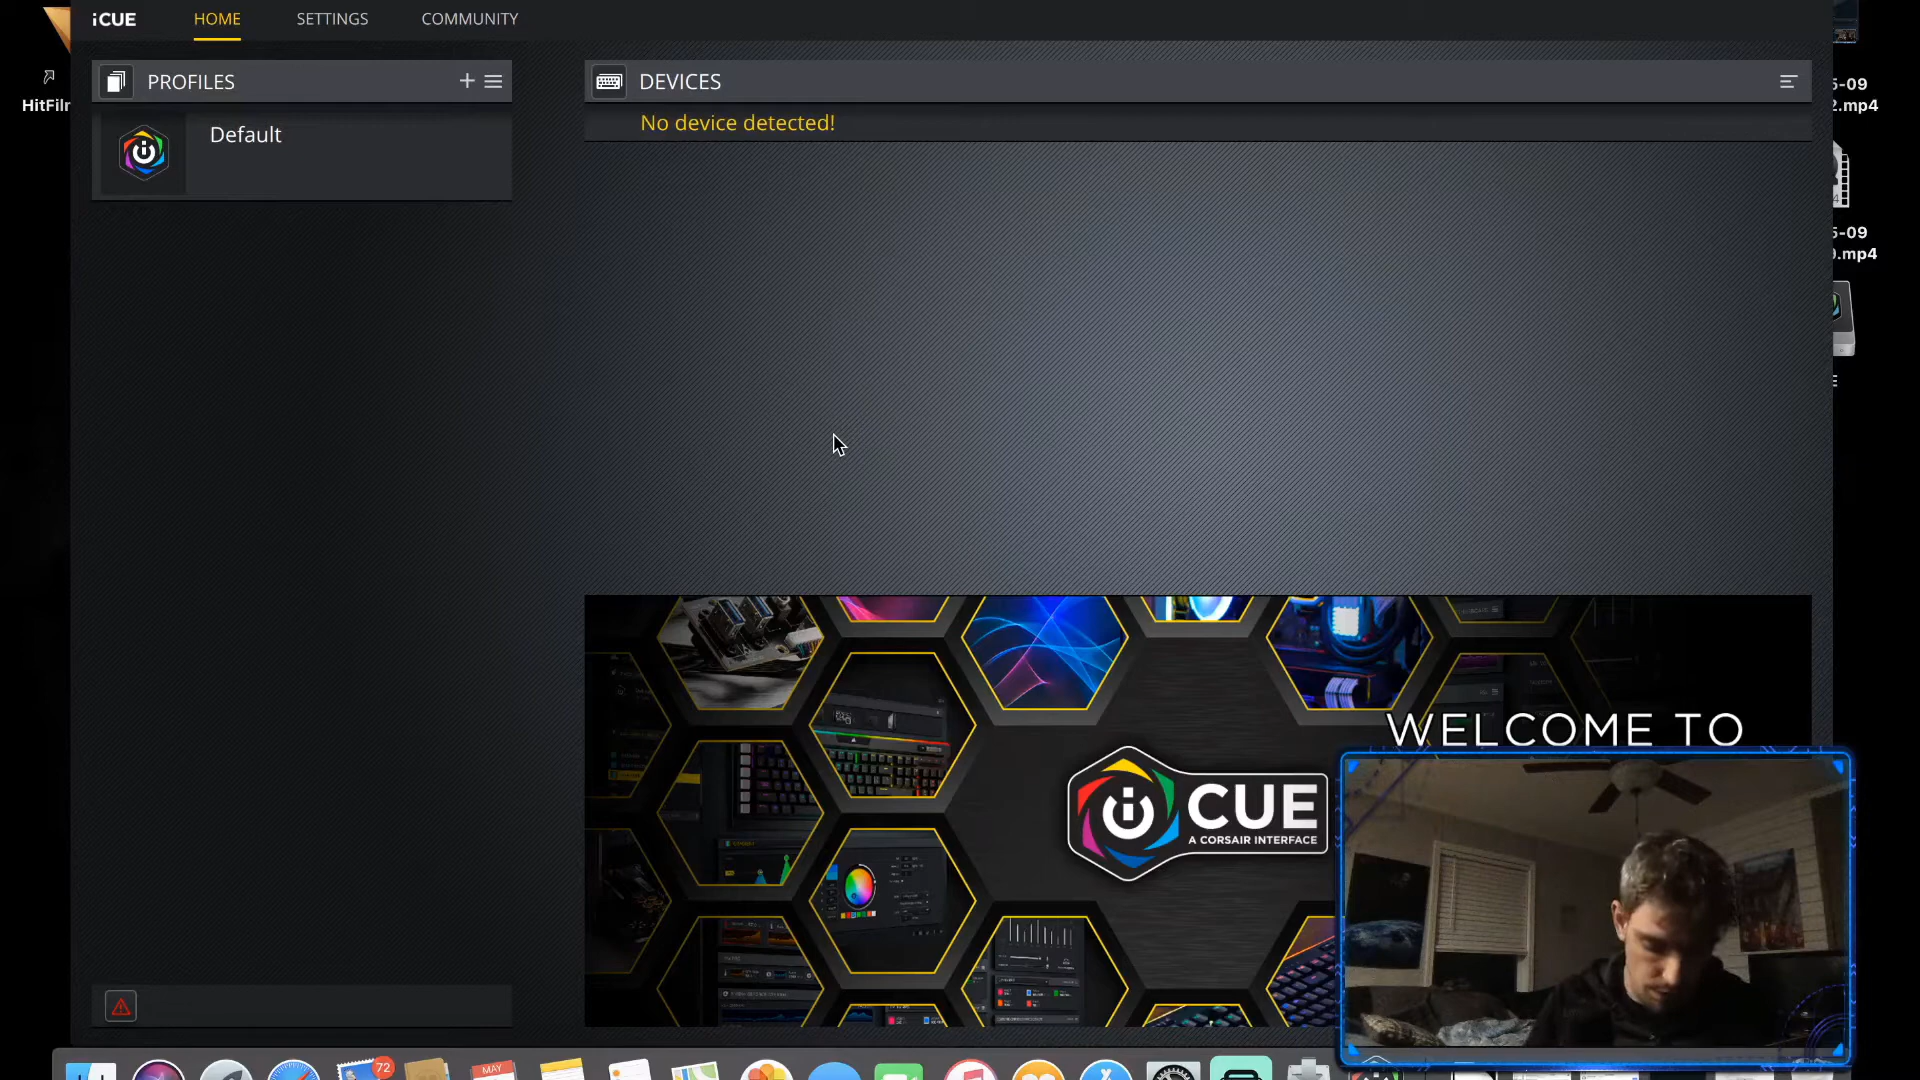 iCUE HOME SETTINGS COMMUNITY
PROFILES
Default
DEVICES
No device detected!
WELCOME TO
CUE
A CORSAIR INTERFACE
HitFilr
5-09
2.mp4
5-09
.mp4
E
72
MAY